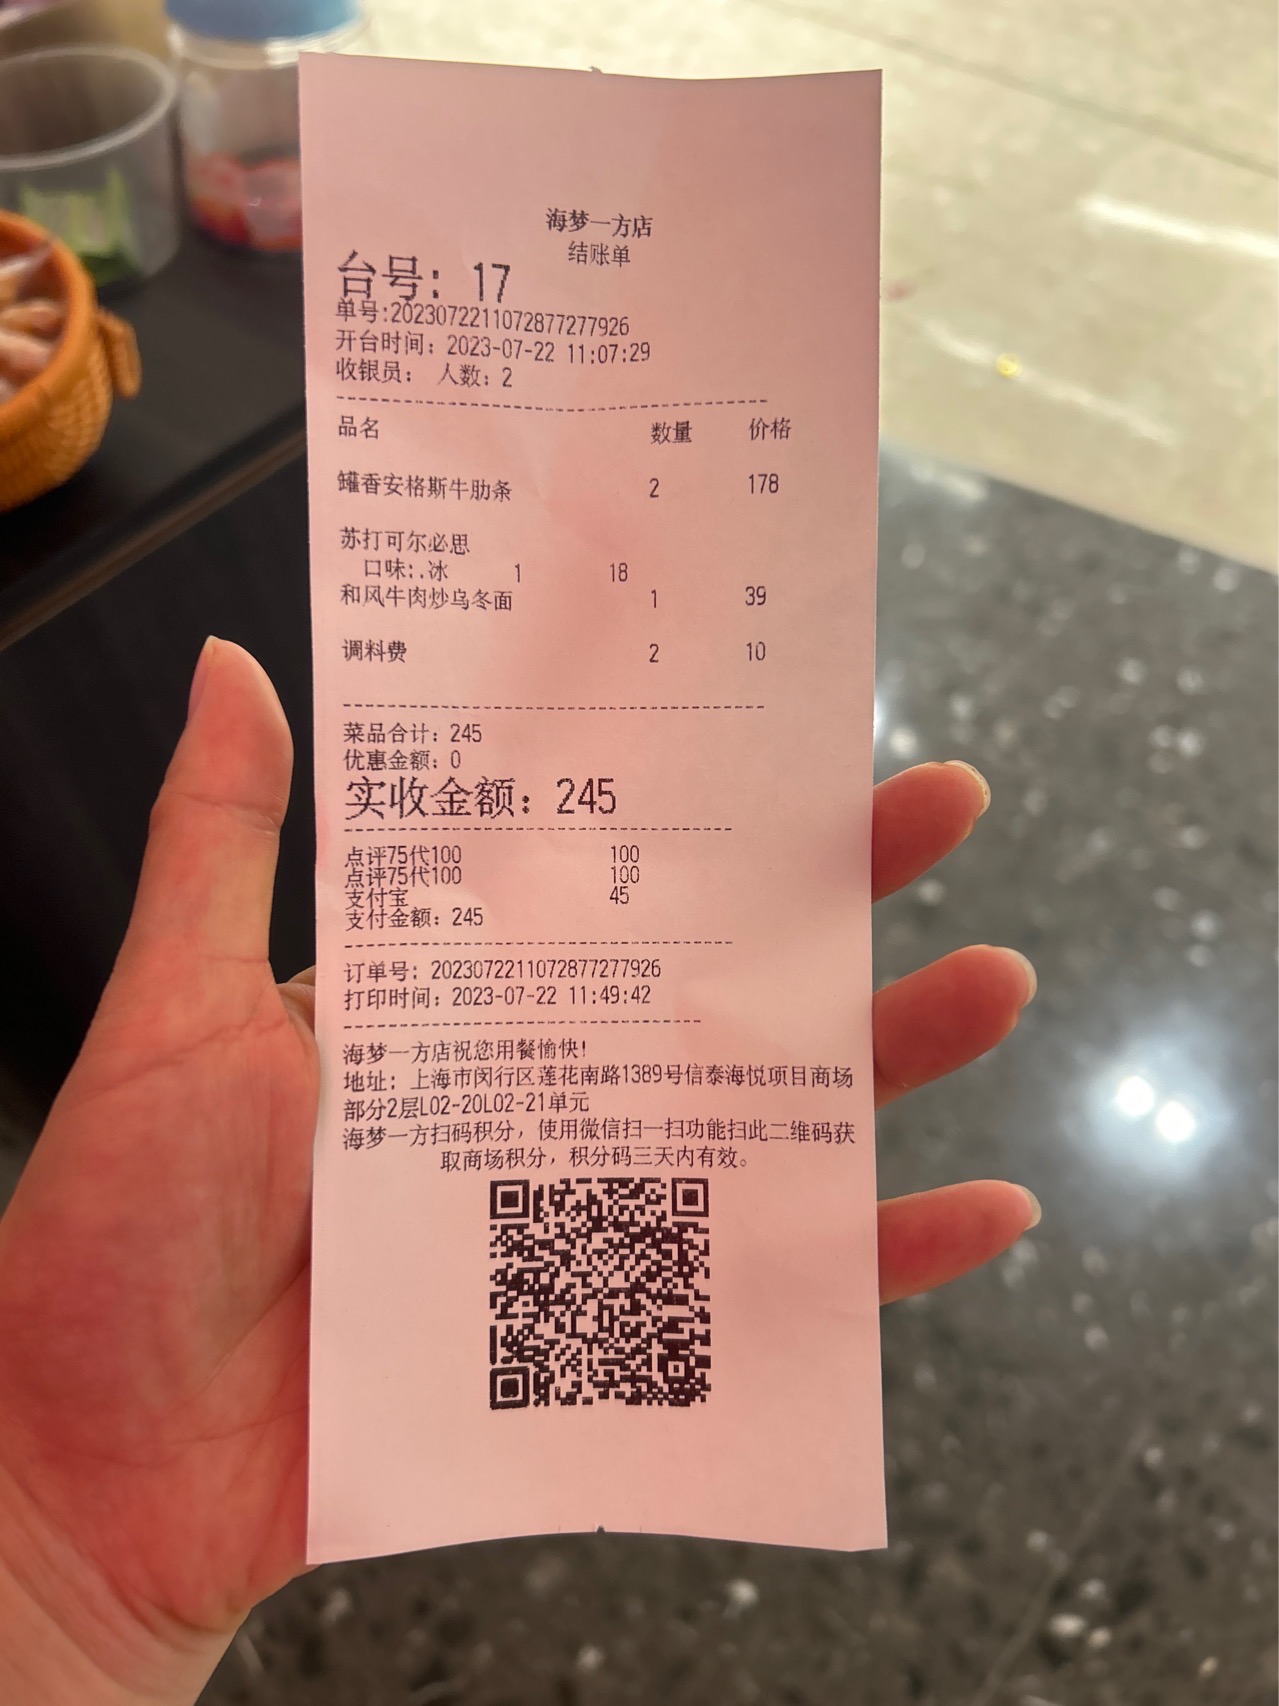 海梦一方店
结账单
台号: 17
单号:20230722110728772​77926
开台时间: 2023-07-22 11:07:29
收银员: 人数: 2
品名 数量 价格
罐香安格斯牛肋条 2 178
苏打可尔必思
口味:.冰 1 18
和风牛肉炒乌冬面 1 39
调料费 2 10
菜品合计: 245
优惠金额: 0
实收金额: 245
点评75代100 100
点评75代100 100
支付宝 45
支付金额: 245
订单号: 2023072211072877277926
打印时间: 2023-07-22 11:49:42
海梦一方店祝您用餐愉快!
地址: 上海市闵行区莲花南路1389号信泰海悦项目商场
部分2层L02-20L02-21单元
海梦一方扫码积分，使用微信扫一扫功能扫此二维码获
取商场积分，积分码三天内有效。